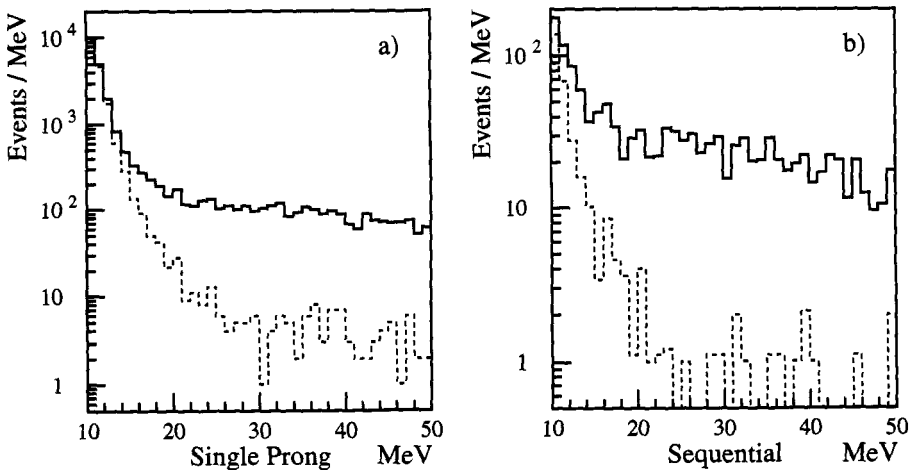 a)
Events / MeV
10^4
10^3
10^2
10
1
10 20 30 40 50
Single Prong MeV
b)
Events / MeV
10^2
10
1
10 20 30 40 50
Sequential MeV